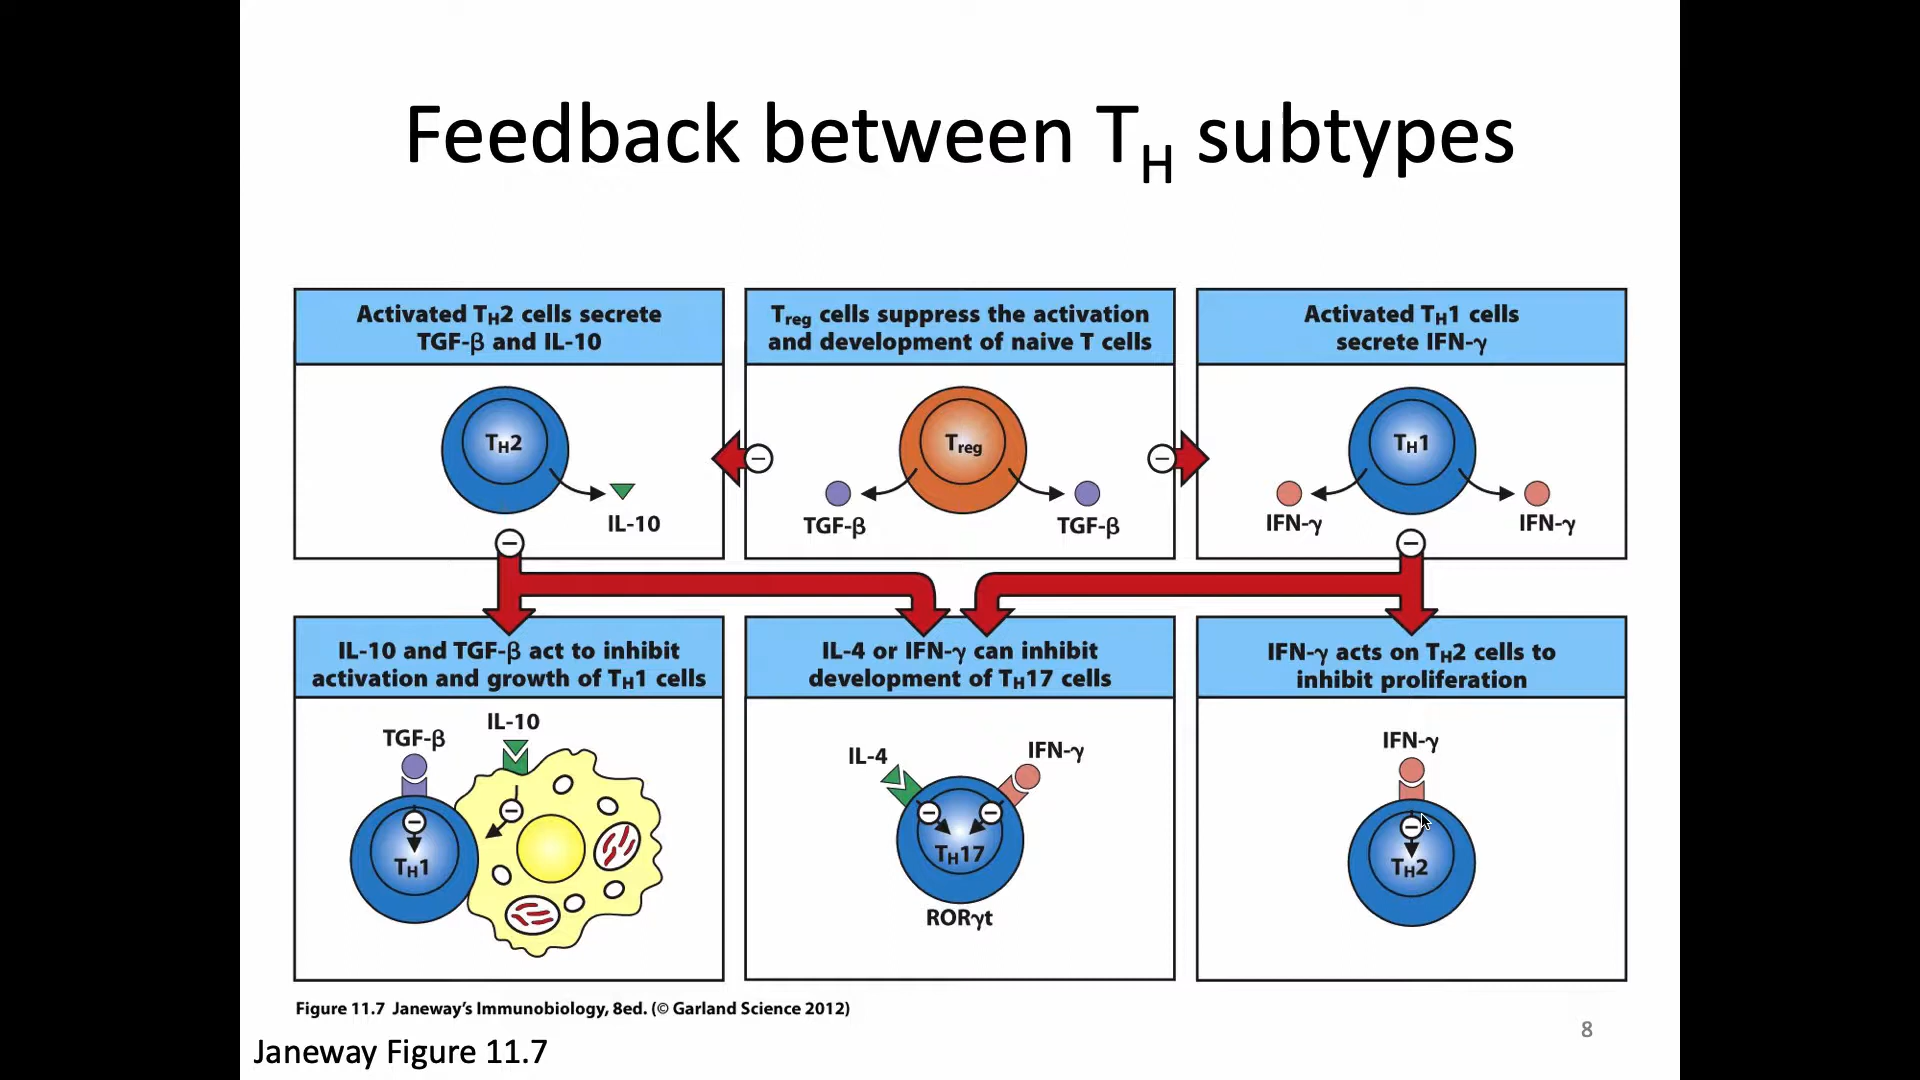 Feedback between TH subtypes
Activated TH2 cells secrete
TGF-β and IL-10
Treg cells suppress the activation
and development of naive T cells
Activated TH1 cells
secrete IFN-γ
TH2
IL-10
Treg
TGF-β
TGF-β
TH1
IFN-γ
IFN-γ
IL-10 and TGF-β act to inhibit
activation and growth of TH1 cells
IL-4 or IFN-γ can inhibit
development of TH17 cells
IFN-γ acts on TH2 cells to
inhibit proliferation
TGF-β
IL-10
TH1
IL-4
IFN-γ
TH17
RORγt
IFN-γ
TH2
Figure 11.7 Janeway's Immunobiology, 8ed. (© Garland Science 2012)
8
Janeway Figure 11.7